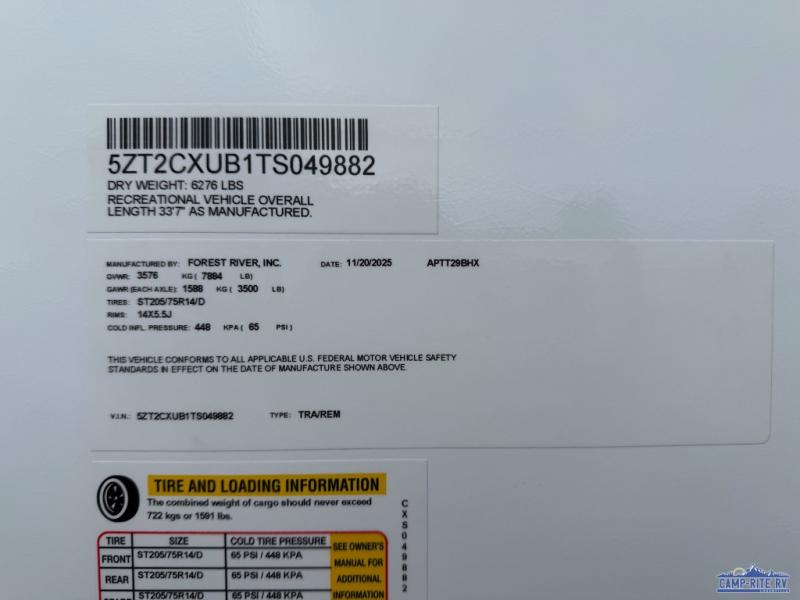 5ZT2CXUB1TS049882
DRY WEIGHT: 6276 LBS
RECREATIONAL VEHICLE OVERALL
LENGTH 33'7" AS MANUFACTURED.
MANUFACTURED BY: FOREST RIVER, INC. DATE: 11/20/2025 APTT29BHX
GVWR: 3576 KG ( 7884 LB)
GAWR (EACH AXLE): 1588 KG ( 3500 LB)
TIRES: ST205/75R14/D
RIMS: 14X5.5J
COLD INFL. PRESSURE: 448 KPA ( 65 PSI )
THIS VEHICLE CONFORMS TO ALL APPLICABLE U.S. FEDERAL MOTOR VEHICLE SAFETY
STANDARDS IN EFFECT ON THE DATE OF MANUFACTURE SHOWN ABOVE.
V.I.N.: 5ZT2CXUB1TS049882 TYPE: TRA/REM
TIRE AND LOADING INFORMATION
The combined weight of cargo should never exceed
722 kgs or 1591 lbs.
TIRE SIZE COLD TIRE PRESSURE
FRONT ST205/75R14/D 65 PSI / 448 KPA
REAR ST205/75R14/D 65 PSI / 448 KPA
ST205/75R14/D 65 PSI / 448 KPA
SEE OWNER'S
MANUAL FOR
ADDITIONAL
INFORMATION
CXS049882
CAMP-RITE RV